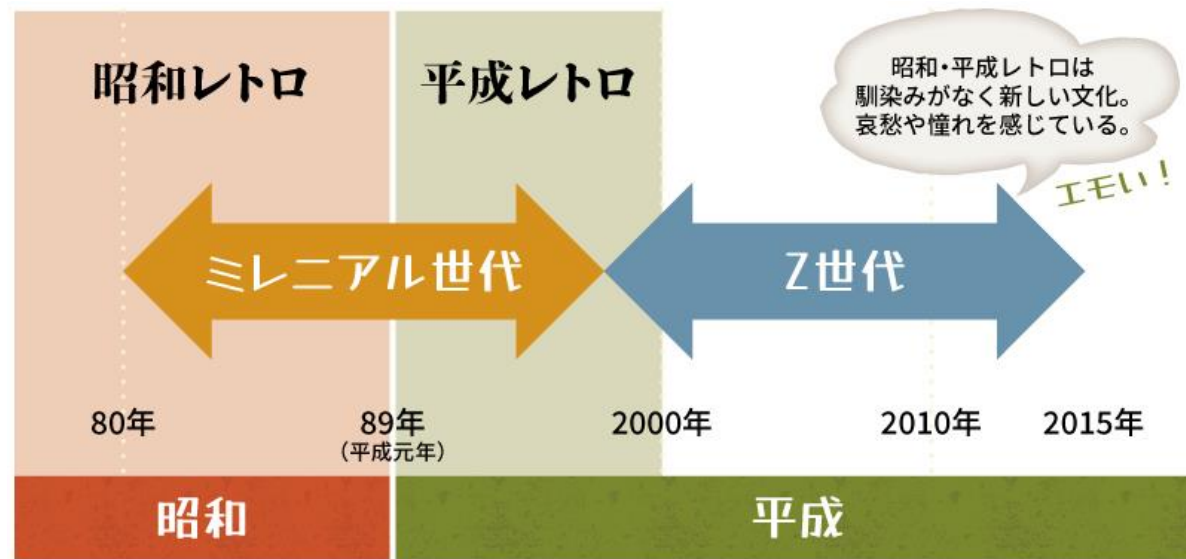 昭和レトロ
平成レトロ
昭和・平成レトロは
馴染みがなく新しい文化。
哀愁や憧れを感じている。
エモい！
ミレニアル世代
Z世代
80年
89年
（平成元年）
2000年
2010年
2015年
昭和
平成